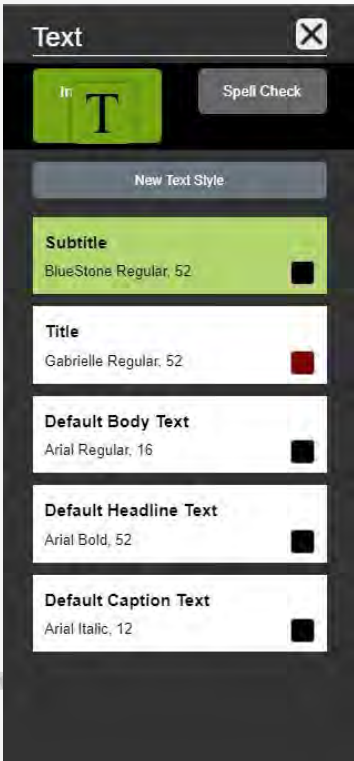 Text
In
T
Spell Check
New Text Style
Subtitle
BlueStone Regular, 52
Title
Gabrielle Regular, 52
Default Body Text
Arial Regular, 16
Default Headline Text
Arial Bold, 52
Default Caption Text
Arial Italic, 12